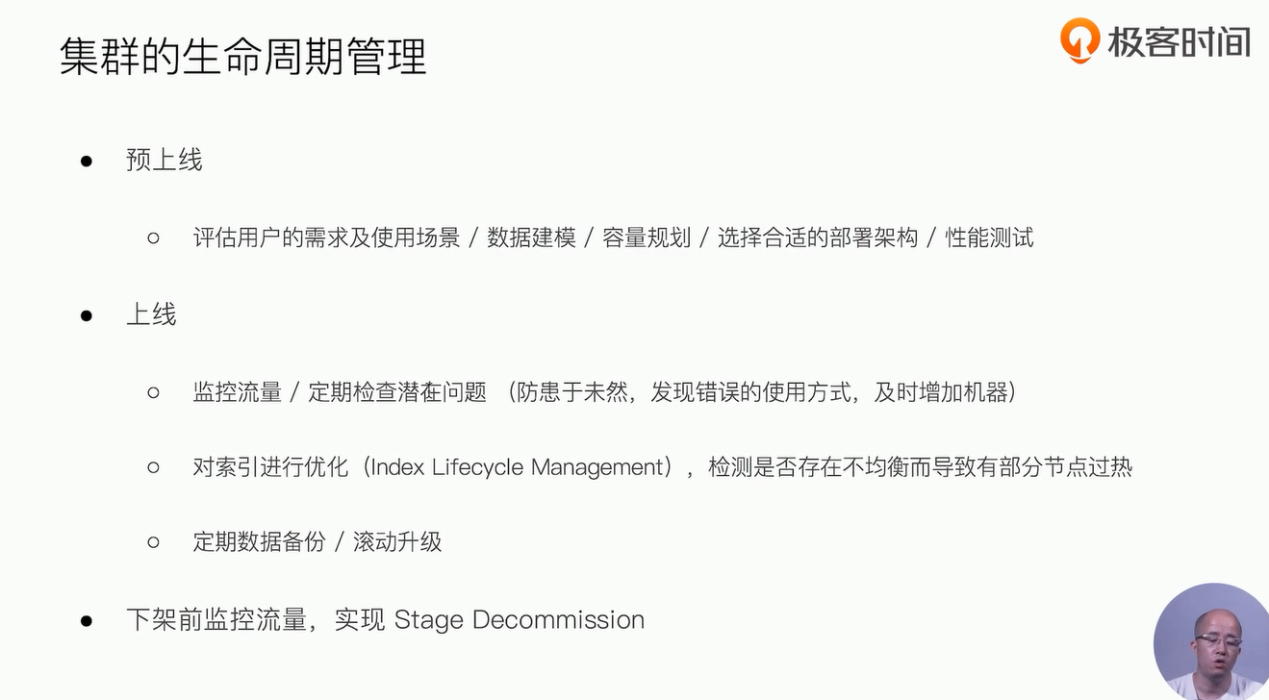 集群的生命周期管理
极客时间
预上线
评估用户的需求及使用场景 / 数据建模 / 容量规划 / 选择合适的部署架构 / 性能测试
上线
监控流量 / 定期检查潜在问题 （防患于未然，发现错误的使用方式，及时增加机器）
对索引进行优化（Index Lifecycle Management），检测是否存在不均衡而导致有部分节点过热
定期数据备份 / 滚动升级
下架前监控流量，实现 Stage Decommission